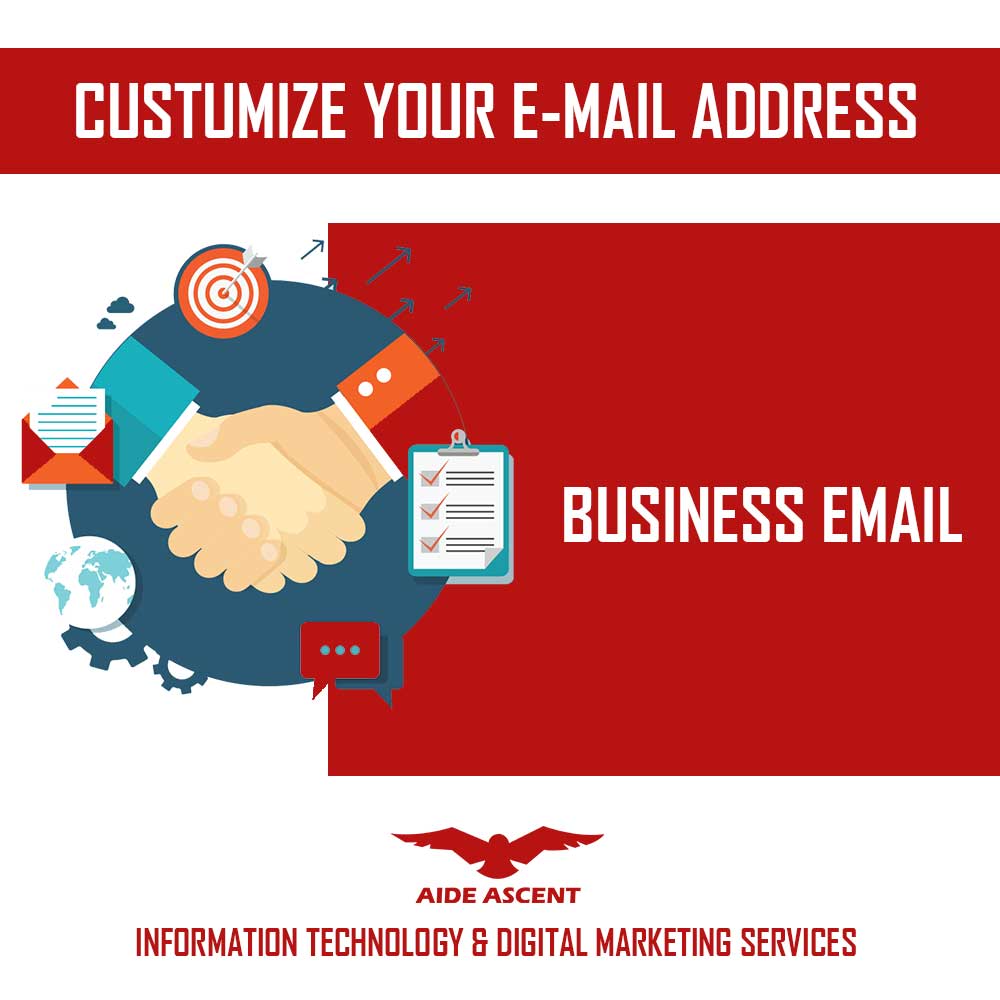 CUSTUMIZE YOUR E-MAIL ADDRESS
BUSINESS EMAIL
AIDE ASCENT
INFORMATION TECHNOLOGY & DIGITAL MARKETING SERVICES